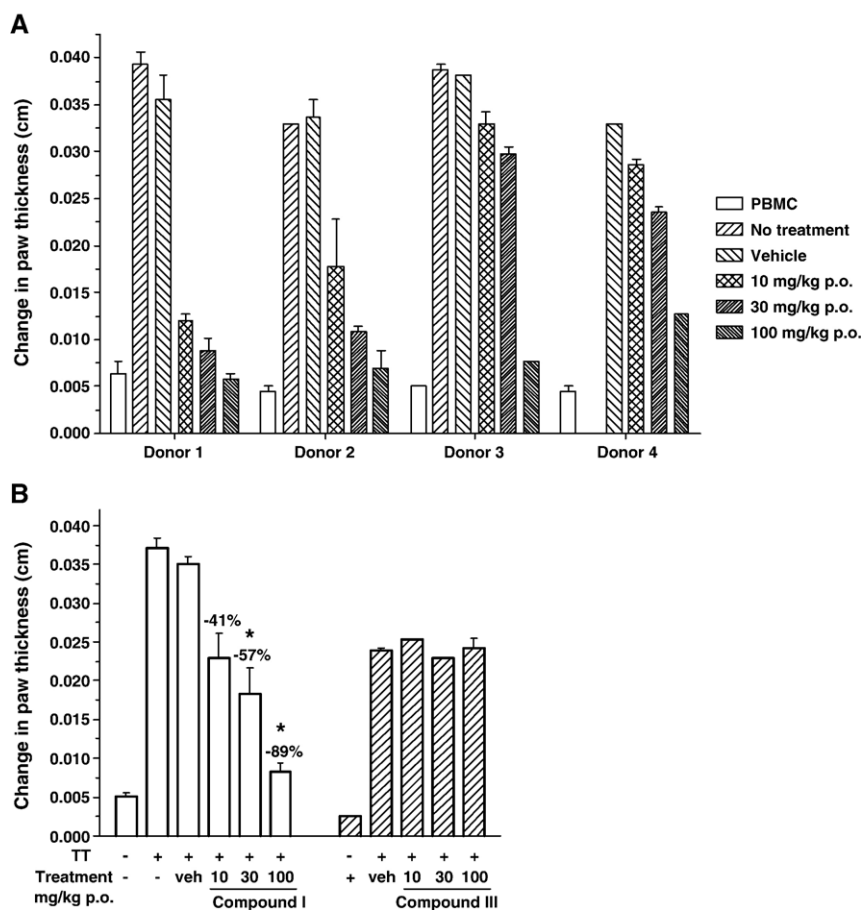 A
Change in paw thickness (cm)
0.040
0.035
0.030
0.025
0.020
0.015
0.010
0.005
0.000
Donor 1 Donor 2 Donor 3 Donor 4
PBMC
No treatment
Vehicle
10 mg/kg p.o.
30 mg/kg p.o.
100 mg/kg p.o.
B
Change in paw thickness (cm)
0.040
0.035
0.030
0.025
0.020
0.015
0.010
0.005
0.000
-41%
*
-57%
*
-89%
TT - + + + + + - + + + +
Treatment - - veh 10 30 100 + veh 10 30 100
mg/kg p.o. Compound I Compound III